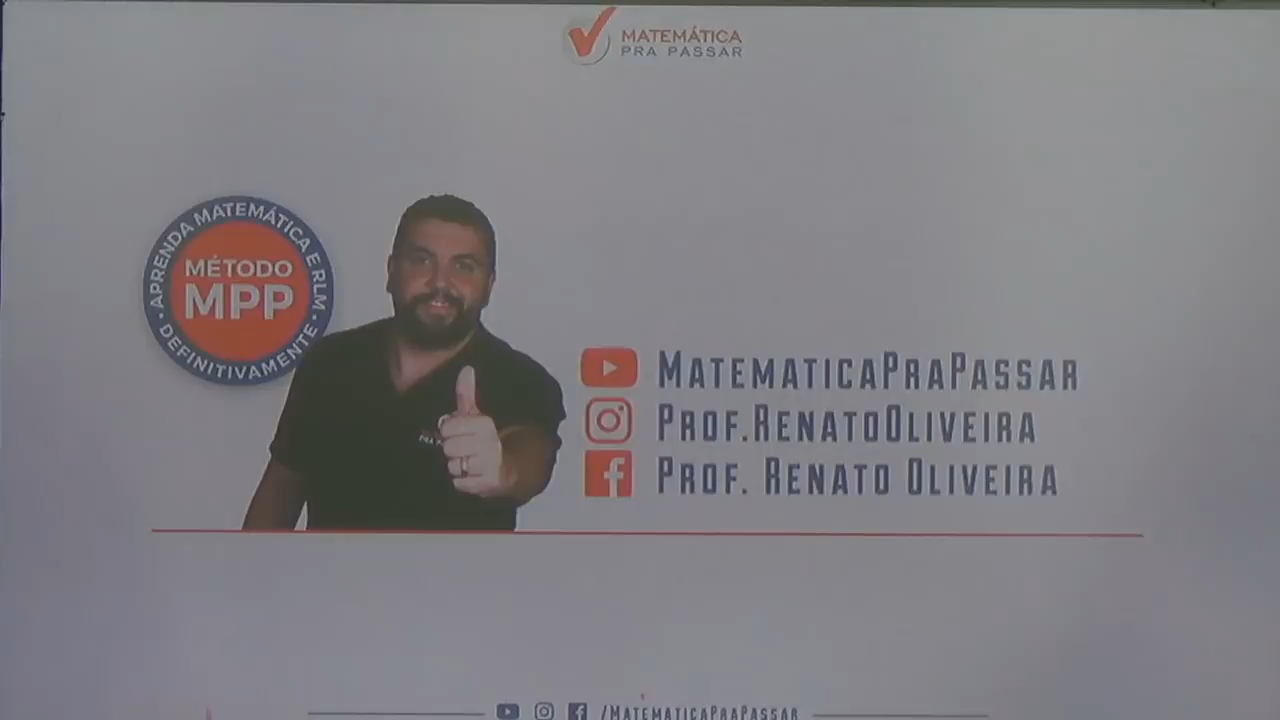 MATEMÁTICA
PRA PASSAR
APRENDA MATEMÁTICA E RLM
MÉTODO
MPP
DEFINITIVAMENTE
MATEMATICAPRAPASSAR
PROF.RENATOOLIVEIRA
PROF. RENATO OLIVEIRA
/MATEMATICAPRAPASSAR